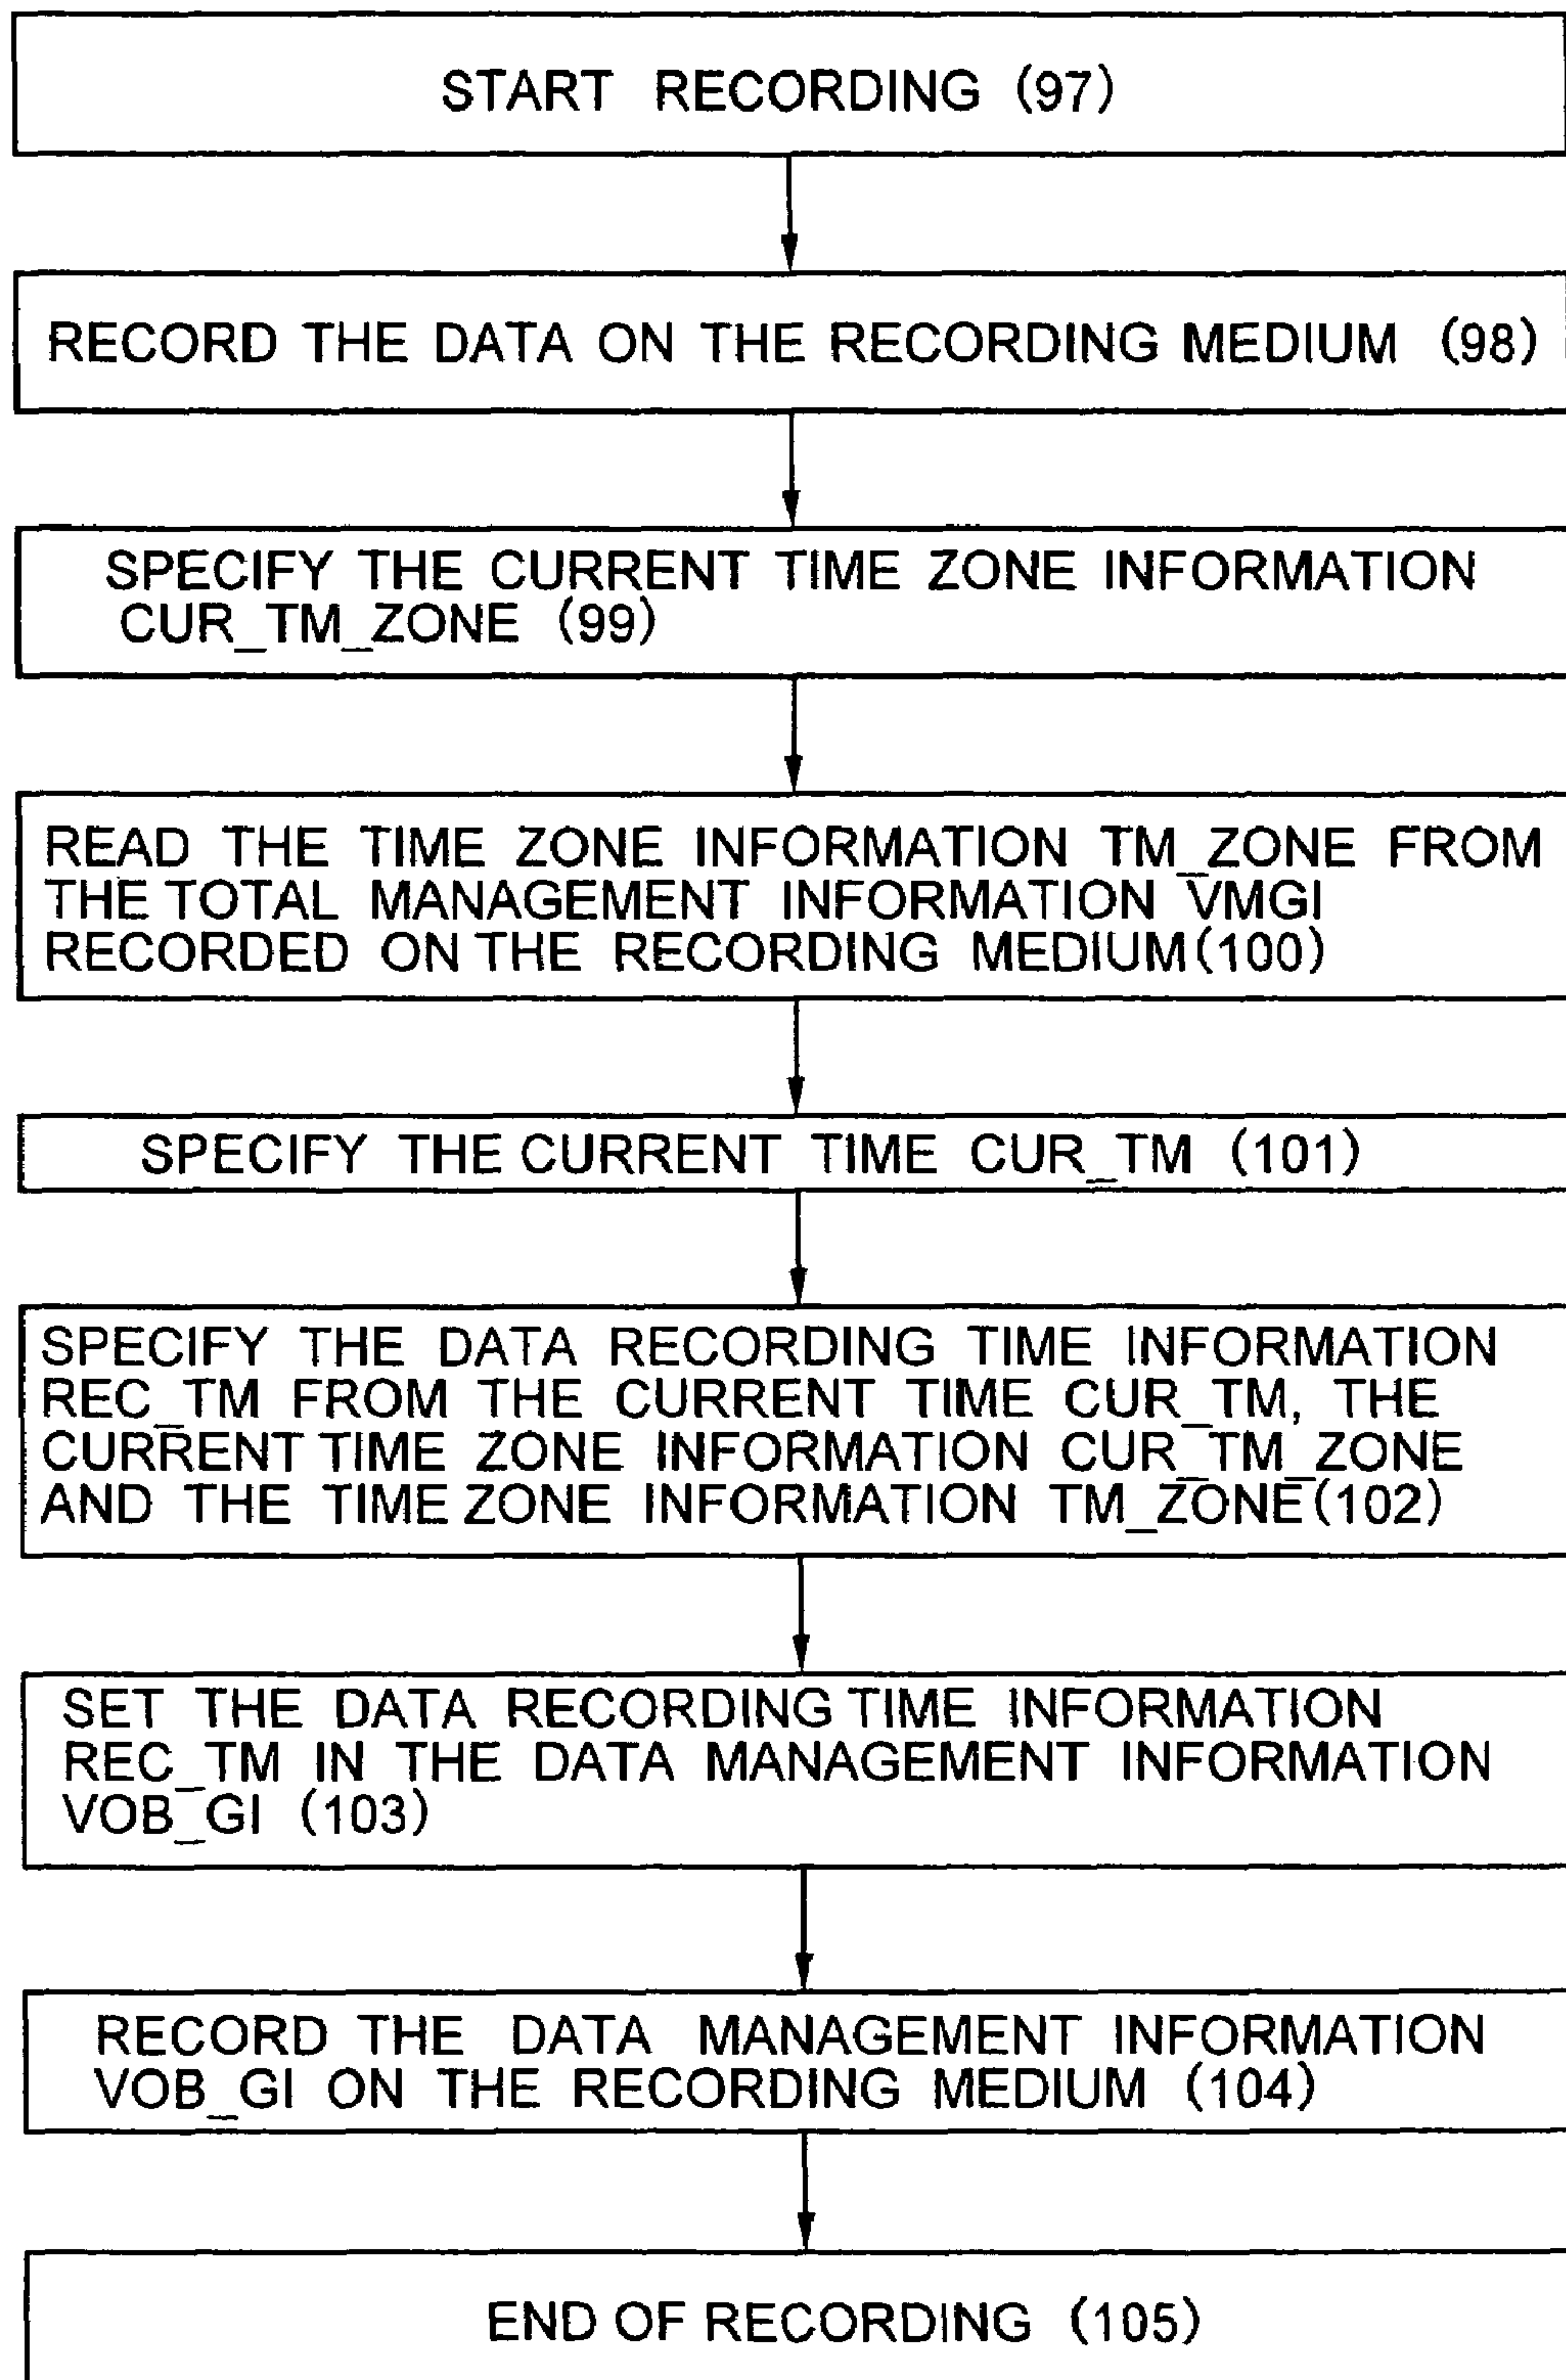 START RECORDING (97)
RECORD THE DATA ON THE RECORDING MEDIUM (98)
SPECIFY THE CURRENT TIME ZONE INFORMATION
CUR_TM_ZONE (99)
READ THE TIME ZONE INFORMATION TM_ZONE FROM
THE TOTAL MANAGEMENT INFORMATION VMGI
RECORDED ON THE RECORDING MEDIUM(100)
SPECIFY THE CURRENT TIME CUR_TM (101)
SPECIFY THE DATA RECORDING TIME INFORMATION
REC_TM FROM THE CURRENT TIME CUR_TM, THE
CURRENT TIME ZONE INFORMATION CUR_TM_ZONE
AND THE TIME ZONE INFORMATION TM_ZONE(102)
SET THE DATA RECORDING TIME INFORMATION
REC_TM IN THE DATA MANAGEMENT INFORMATION
VOB_GI (103)
RECORD THE DATA MANAGEMENT INFORMATION
VOB_GI ON THE RECORDING MEDIUM (104)
END OF RECORDING (105)